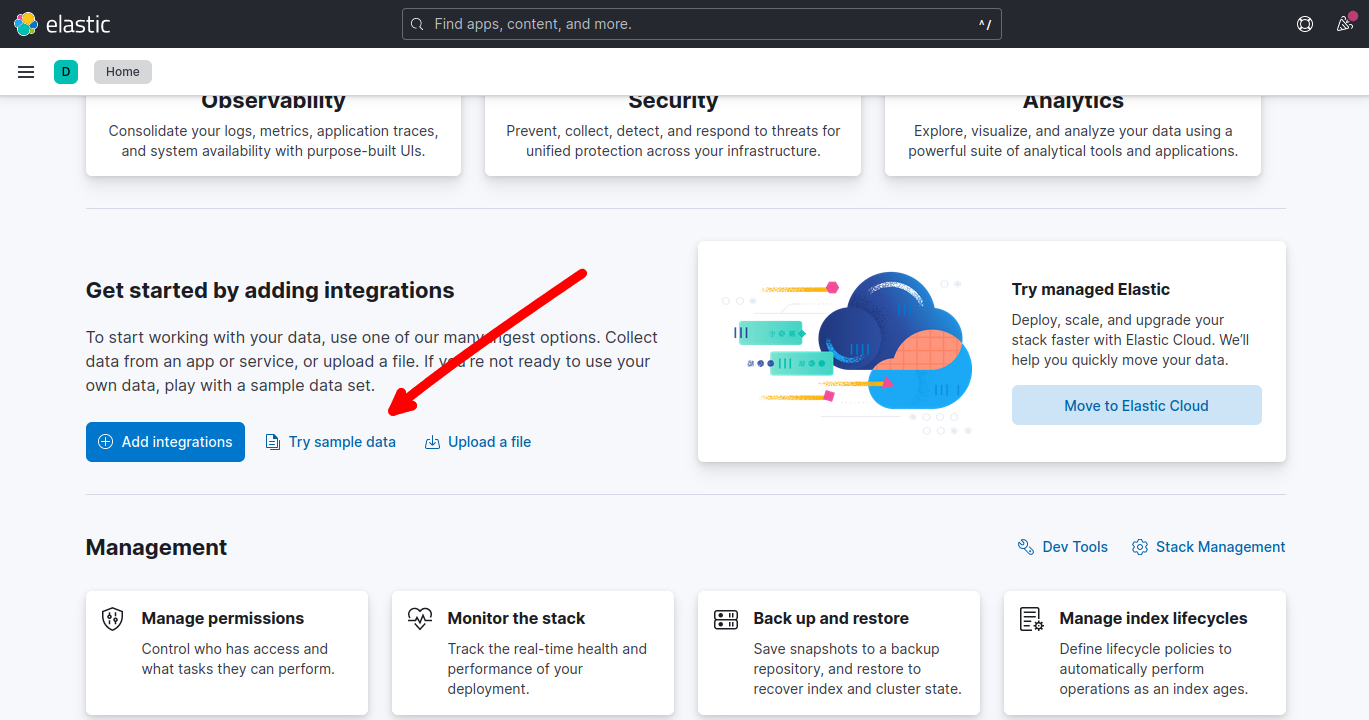 elastic
Find apps, content, and more.
^/
D
Home
Observability
Consolidate your logs, metrics, application traces,
and system availability with purpose-built UIs.
Security
Prevent, collect, detect, and respond to threats for
unified protection across your infrastructure.
Analytics
Explore, visualize, and analyze your data using a
powerful suite of analytical tools and applications.
Get started by adding integrations
To start working with your data, use one of our many ingest options. Collect
data from an app or service, or upload a file. If you're not ready to use your
own data, play with a sample data set.
Add integrations
Try sample data
Upload a file
Try managed Elastic
Deploy, scale, and upgrade your
stack faster with Elastic Cloud. We'll
help you quickly move your data.
Move to Elastic Cloud
Management
Dev Tools
Stack Management
Manage permissions
Control who has access and
what tasks they can perform.
Monitor the stack
Track the real-time health and
performance of your
deployment.
Back up and restore
Save snapshots to a backup
repository, and restore to
recover index and cluster state.
Manage index lifecycles
Define lifecycle policies to
automatically perform
operations as an index ages.